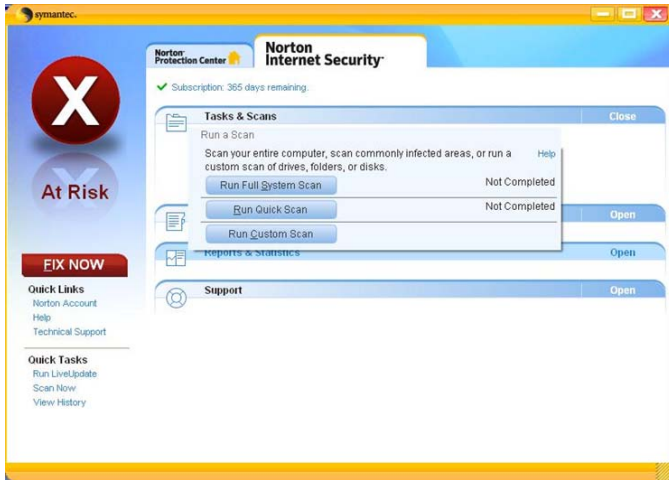 symantec.
Norton
Protection Center
Norton
Internet Security
Subscription: 365 days remaining.
X
At Risk
FIX NOW
Quick Links
Norton Account
Help
Technical Support
Quick Tasks
Run LiveUpdate
Scan Now
View History
Tasks & Scans Close
Run a Scan
Scan your entire computer, scan commonly infected areas, or run a Help
custom scan of drives, folders, or disks.
Run Full System Scan Not Completed
Run Quick Scan Not Completed
Run Custom Scan
Open
Reports & Statistics Open
Support Open